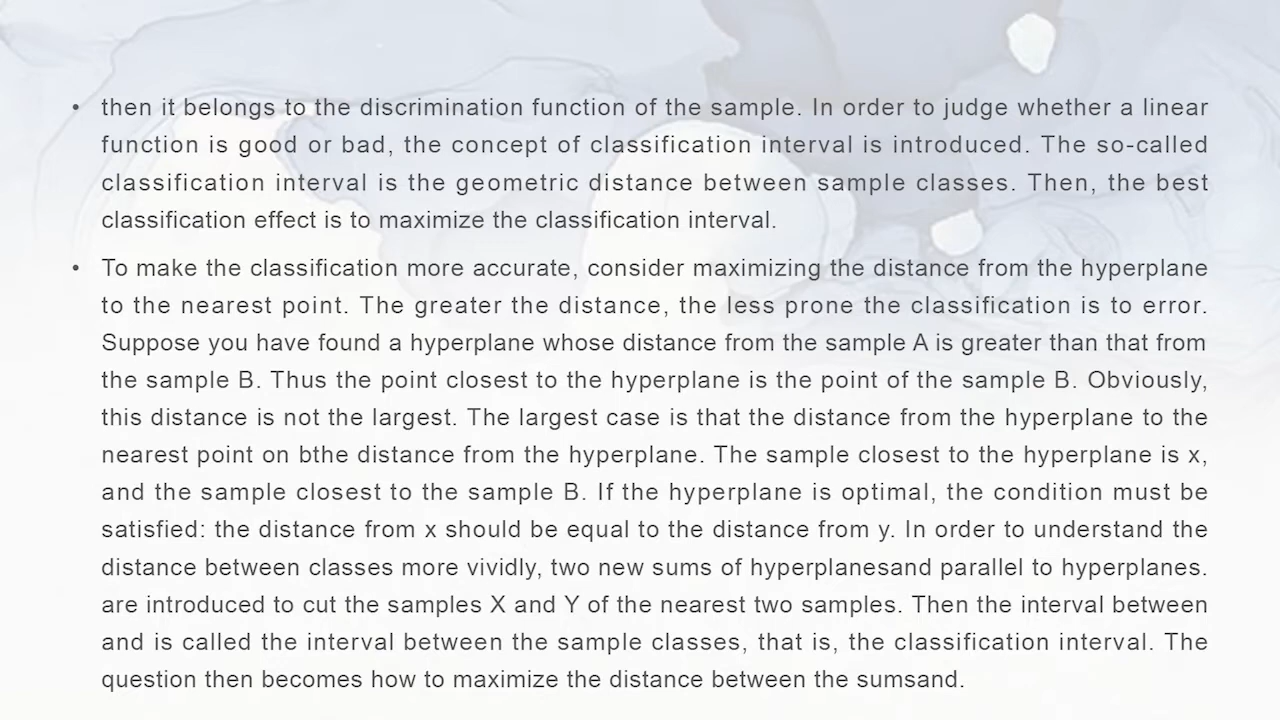 • then it belongs to the discrimination function of the sample. In order to judge whether a linear
function is good or bad, the concept of classification interval is introduced. The so-called
classification interval is the geometric distance between sample classes. Then, the best
classification effect is to maximize the classification interval.
• To make the classification more accurate, consider maximizing the distance from the hyperplane
to the nearest point. The greater the distance, the less prone the classification is to error.
Suppose you have found a hyperplane whose distance from the sample A is greater than that from
the sample B. Thus the point closest to the hyperplane is the point of the sample B. Obviously,
this distance is not the largest. The largest case is that the distance from the hyperplane to the
nearest point on bthe distance from the hyperplane. The sample closest to the hyperplane is x,
and the sample closest to the sample B. If the hyperplane is optimal, the condition must be
satisfied: the distance from x should be equal to the distance from y. In order to understand the
distance between classes more vividly, two new sums of hyperplanesand parallel to hyperplanes.
are introduced to cut the samples X and Y of the nearest two samples. Then the interval between
and is called the interval between the sample classes, that is, the classification interval. The
question then becomes how to maximize the distance between the sumsand.